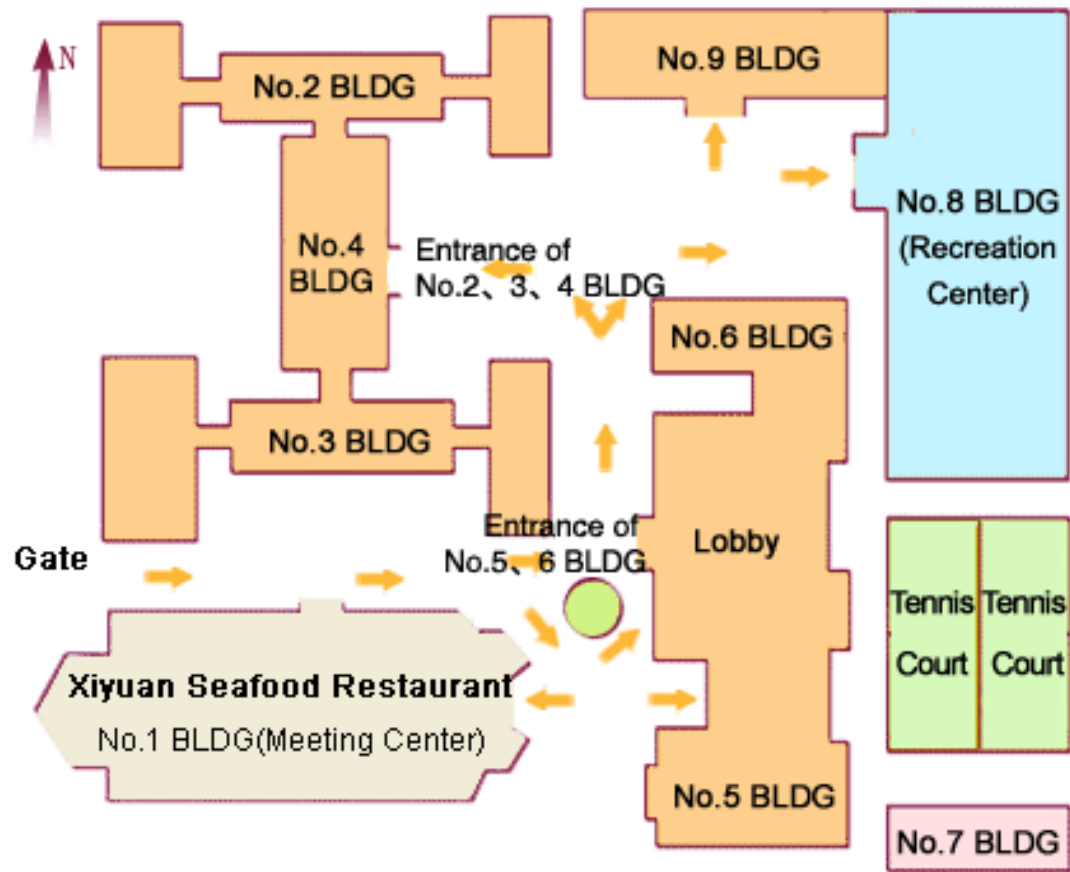 N
No.2 BLDG
No.9 BLDG
No.4
BLDG
Entrance of
No.2、3、4 BLDG
No.8 BLDG
(Recreation
Center)
No.6 BLDG
No.3 BLDG
Gate
Entrance of
No.5、6 BLDG
Lobby
Tennis
Court
Tennis
Court
Xiyuan Seafood Restaurant
No.1 BLDG(Meeting Center)
No.5 BLDG
No.7 BLDG